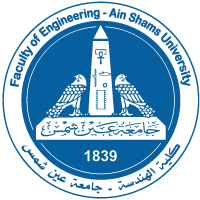 Faculty of Engineering - Ain Shams University
جامعة عين شمس
1839
كلية الهندسة - جامعة عين شمس